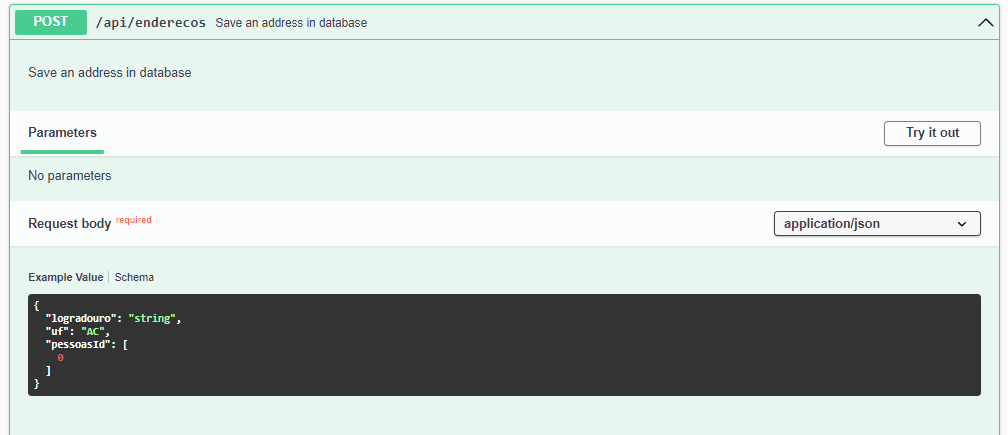 POST /api/enderecos Save an address in database
Save an address in database
Parameters Try it out
No parameters
Request body required application/json
Example Value Schema
{
  "logradouro": "string",
  "uf": "AC",
  "pessoasId": [
    0
  ]
}